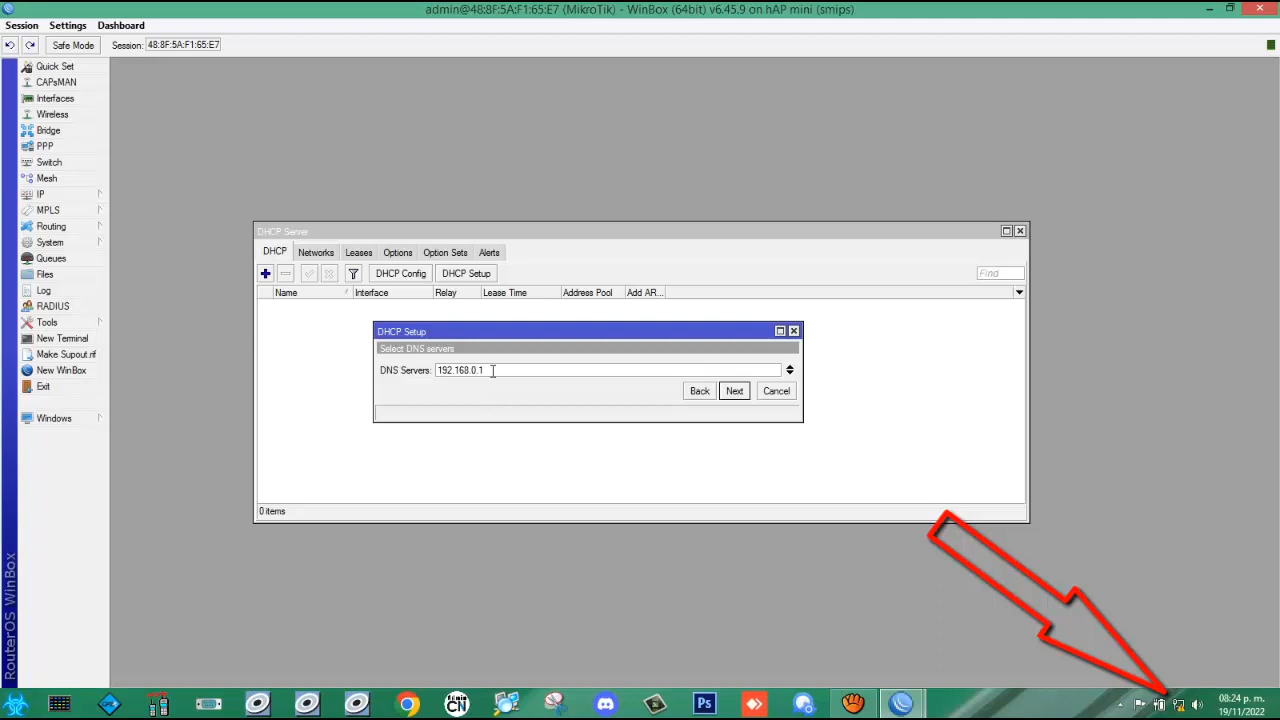 admin@48:8F:5A:F1:65:E7 (MikroTik) - WinBox (64bit) v6.45.9 on hAP mini (smips)
Session Settings Dashboard
Safe Mode Session: 48:8F:5A:F1:65:E7
Quick Set
CAPsMAN
Interfaces
Wireless
Bridge
PPP
Switch
Mesh
IP
MPLS
Routing
System
Queues
Files
Log
RADIUS
Tools
New Terminal
Make Supout.rif
New WinBox
Exit
Windows
RouterOS WinBox
DHCP Server
DHCP Networks Leases Options Option Sets Alerts
DHCP Config DHCP Setup Find
Name Interface Relay Lease Time Address Pool Add AR...
DHCP Setup
Select DNS servers
DNS Servers: 192.168.0.1
Back Next Cancel
0 items
Ps
08:24 p. m.
19/11/2022